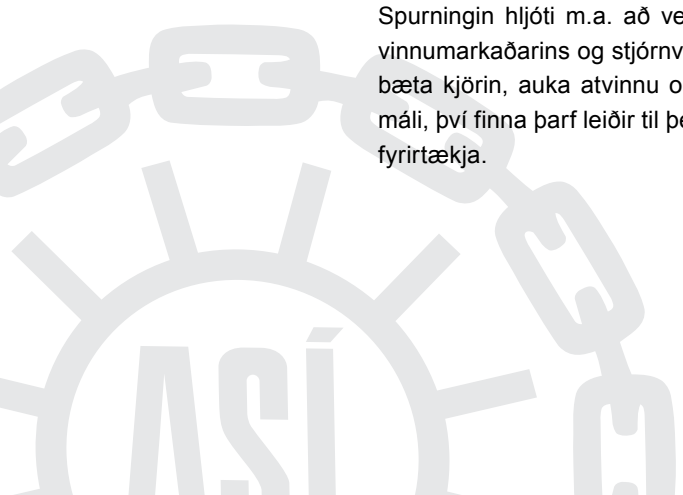 Spurningin hljóti m.a. að ve
vinnumarkaðarins og stjórnv
bæta kjörin, auka atvinnu o
máli, því finna þarf leiðir til þe
fyrirtækja.
ASÍ